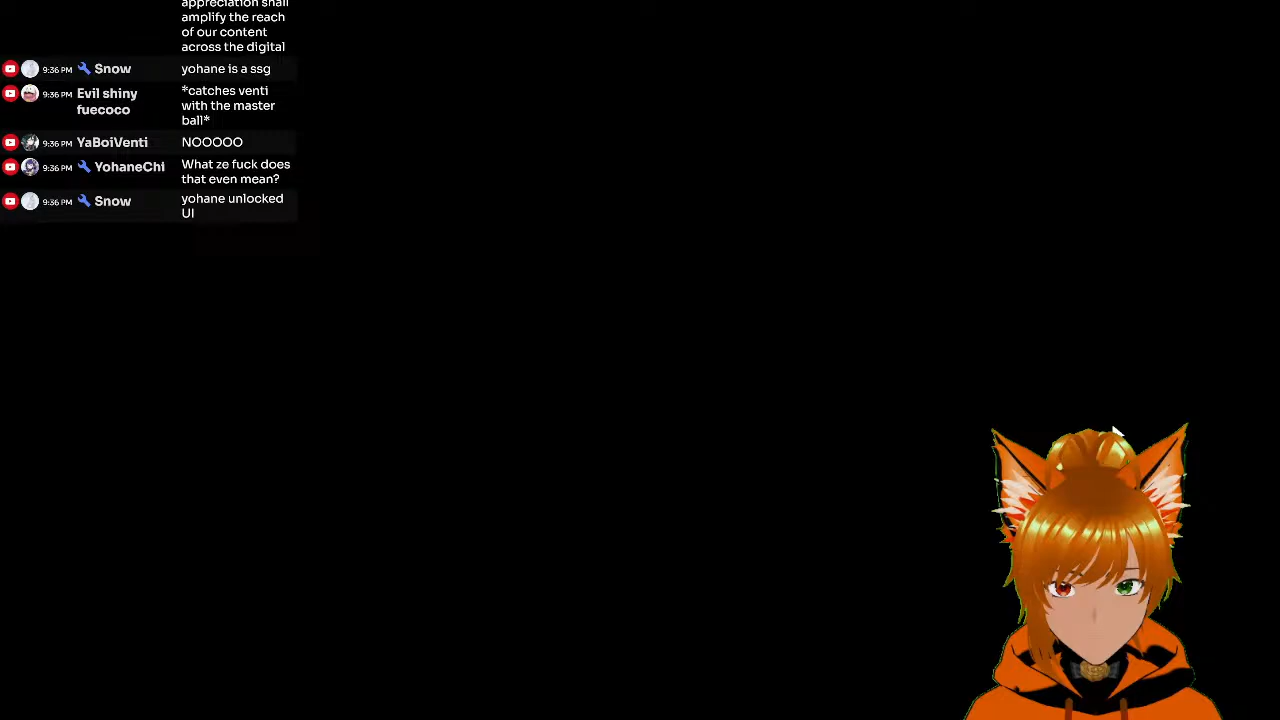 appreciation shall
amplify the reach
of our content
across the digital
9:36 PM Snow yohane is a ssg
9:36 PM Evil shiny fuecoco *catches venti
with the master
ball*
9:36 PM YaBoiVenti NOOOOO
9:36 PM YohaneChi What ze fuck does
that even mean?
9:36 PM Snow yohane unlocked
UI